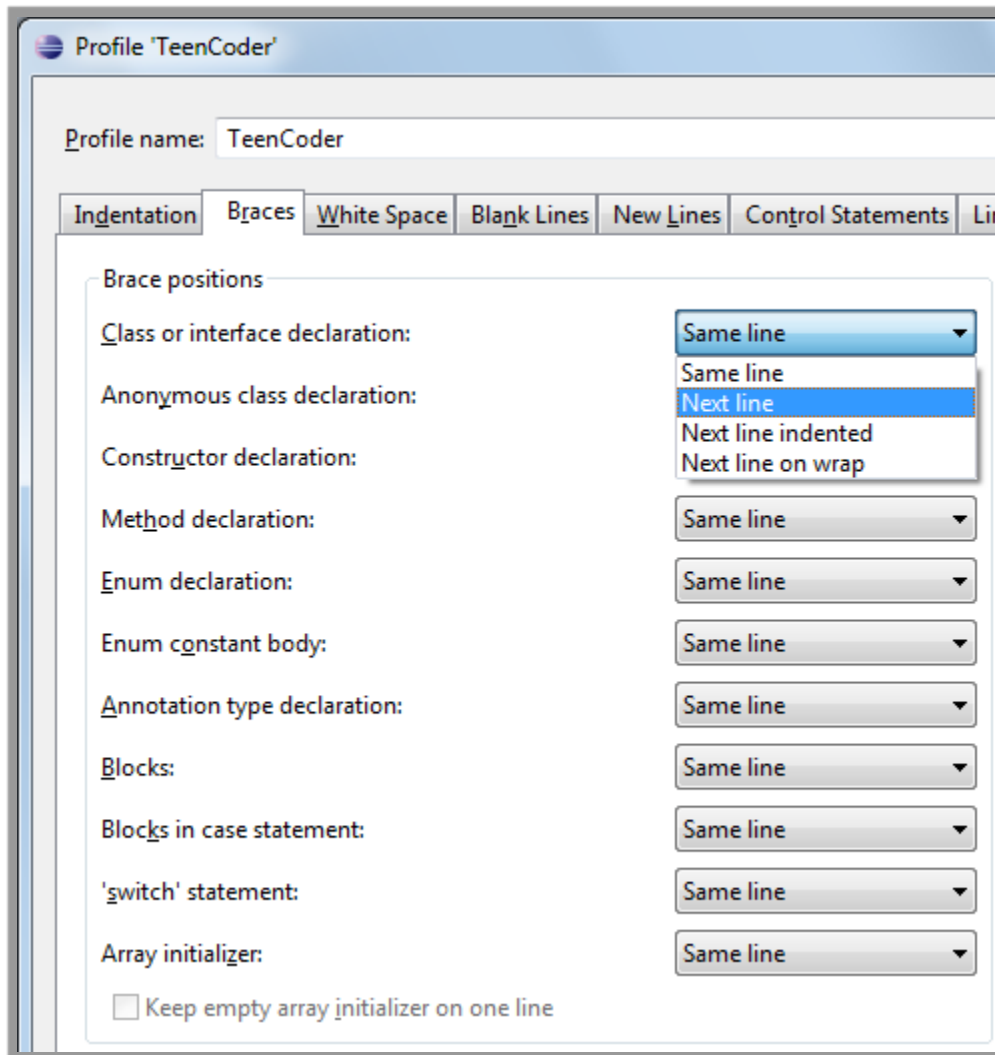 Profile 'TeenCoder'
Profile name: TeenCoder
Indentation Braces White Space Blank Lines New Lines Control Statements
Brace positions
Class or interface declaration: Same line
Same line
Next line
Next line indented
Next line on wrap
Anonymous class declaration:
Constructor declaration:
Method declaration: Same line
Enum declaration: Same line
Enum constant body: Same line
Annotation type declaration: Same line
Blocks: Same line
Blocks in case statement: Same line
'switch' statement: Same line
Array initializer: Same line
Keep empty array initializer on one line